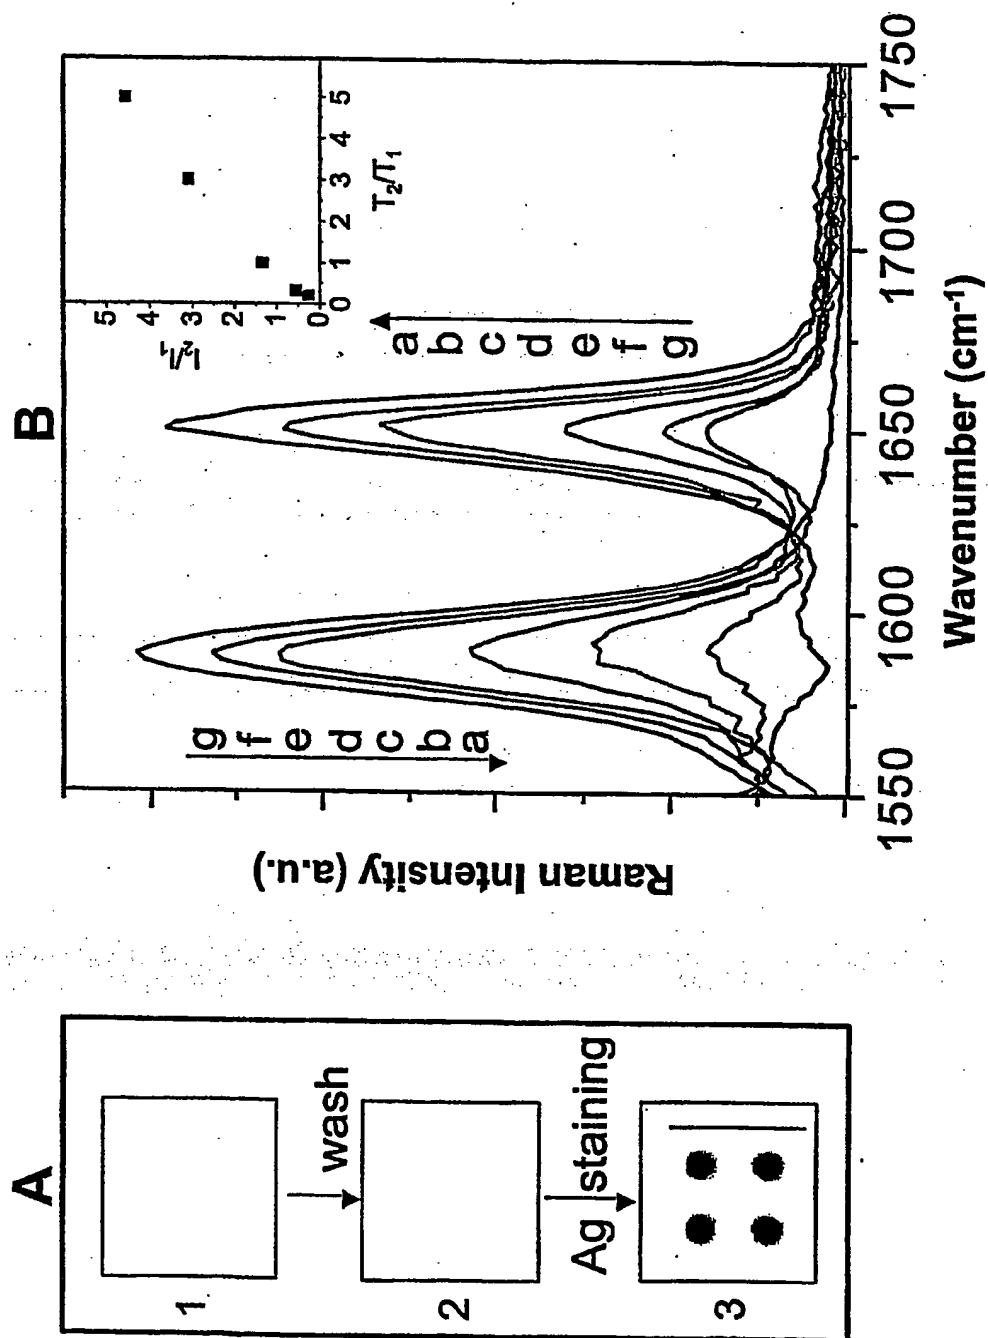 A
1
wash
2
Ag staining
3
B
Raman Intensity (a.u.)
g
f
e
d
c
b
a
a
b
c
d
e
f
g
I₂/I₁
5
4
3
2
1
0
0 1 2 3 4 5
T₂/T₁
1550 1600 1650 1700 1750
Wavenumber (cm⁻¹)